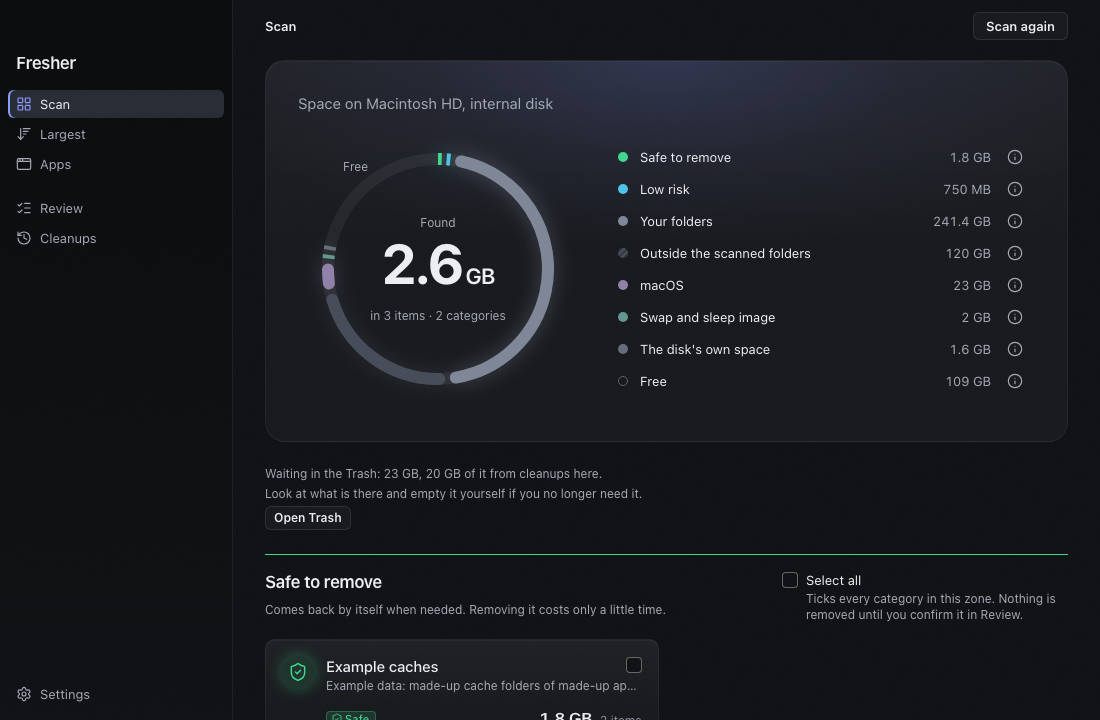 Scan
Scan again
Fresher
Scan
Largest
Apps
Review
Cleanups
Settings
Space on Macintosh HD, internal disk
Free
Found
2.6 GB
in 3 items · 2 categories
Safe to remove 1.8 GB
Low risk 750 MB
Your folders 241.4 GB
Outside the scanned folders 120 GB
macOS 23 GB
Swap and sleep image 2 GB
The disk's own space 1.6 GB
Free 109 GB
Waiting in the Trash: 23 GB, 20 GB of it from cleanups here.
Look at what is there and empty it yourself if you no longer need it.
Open Trash
Safe to remove
Comes back by itself when needed. Removing it costs only a little time.
Select all
Ticks every category in this zone. Nothing is
removed until you confirm it in Review.
Example caches
Example data: made-up cache folders of made-up ap…
Safe 1.8 GB 2 items